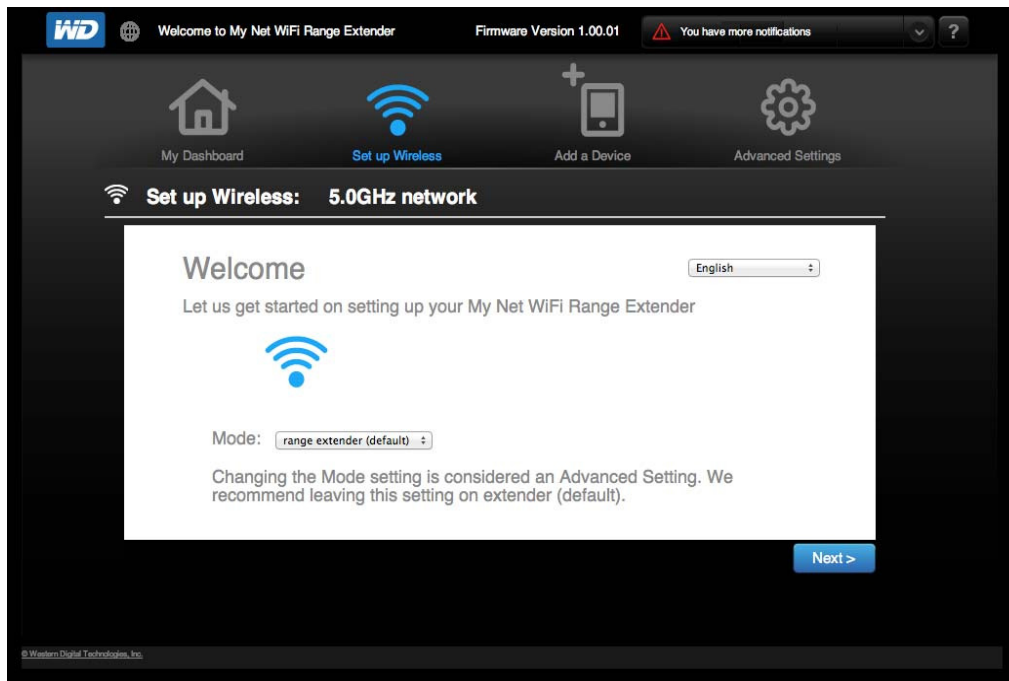 WD Welcome to My Net WiFi Range Extender Firmware Version 1.00.01 You have more notifications ?
My Dashboard Set up Wireless Add a Device Advanced Settings
Set up Wireless: 5.0GHz network
Welcome English
Let us get started on setting up your My Net WiFi Range Extender
Mode: range extender (default)
Changing the Mode setting is considered an Advanced Setting. We
recommend leaving this setting on extender (default).
Next >
© Western Digital Technologies, Inc.